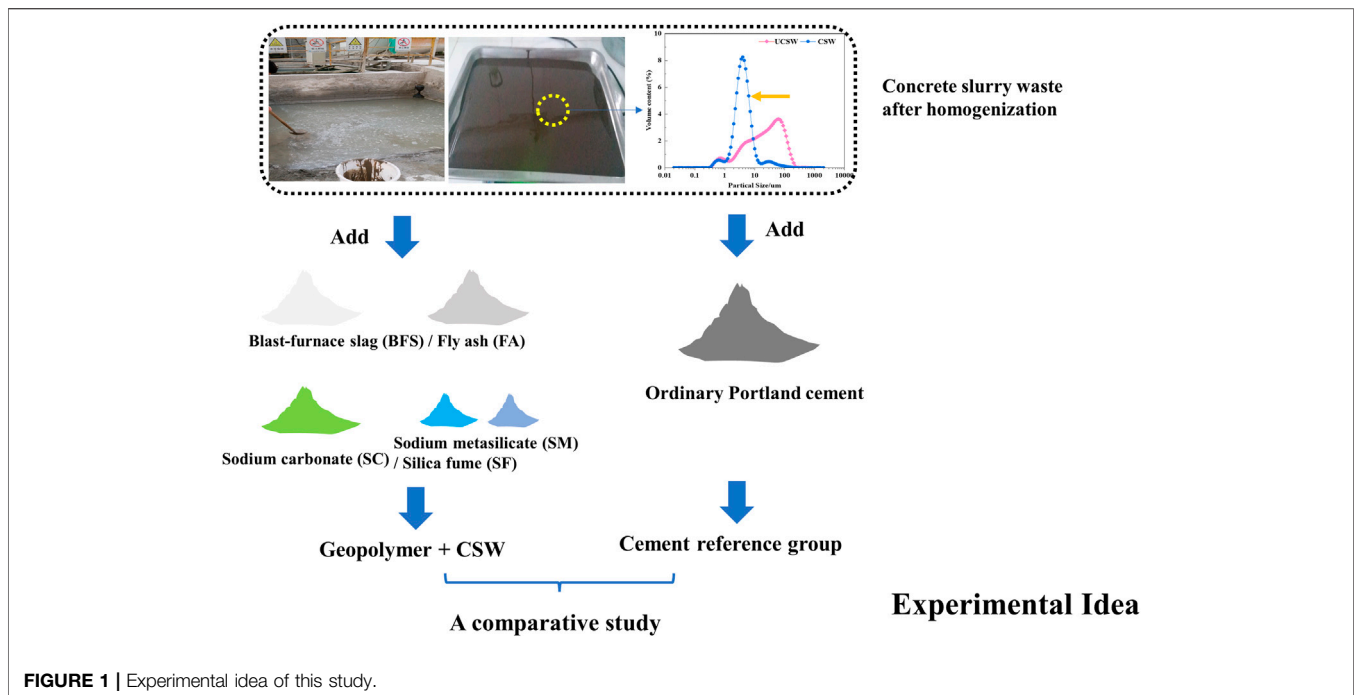 UCSW CSW
Volume content (%)
10
8
6
4
2
0
0.01 0.1 1 10 100 1000 10000
Partical Size/um
Concrete slurry waste
after homogenization
Add
Add
Blast-furnace slag (BFS) / Fly ash (FA)
Ordinary Portland cement
Sodium carbonate (SC)
Sodium metasilicate (SM)
/ Silica fume (SF)
Geopolymer + CSW
Cement reference group
A comparative study
Experimental Idea
FIGURE 1 | Experimental idea of this study.